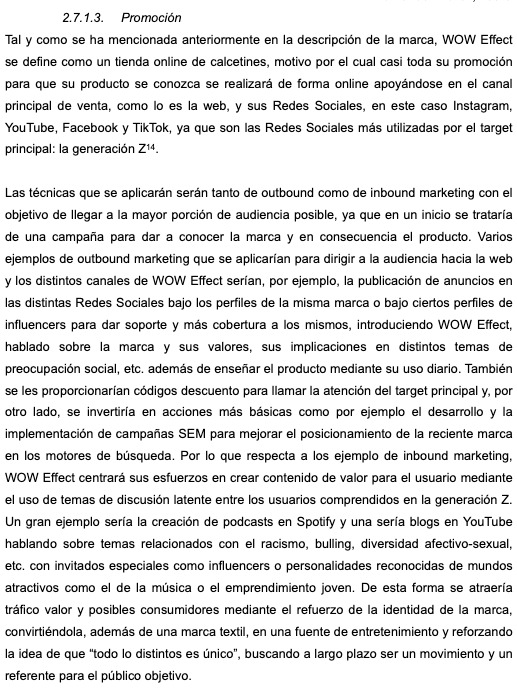 2.7.1.3. Promoción
Tal y como se ha mencionada anteriormente en la descripción de la marca, WOW Effect
se define como un tienda online de calcetines, motivo por el cual casi toda su promoción
para que su producto se conozca se realizará de forma online apoyándose en el canal
principal de venta, como lo es la web, y sus Redes Sociales, en este caso Instagram,
YouTube, Facebook y TikTok, ya que son las Redes Sociales más utilizadas por el target
principal: la generación Z14.
Las técnicas que se aplicarán serán tanto de outbound como de inbound marketing con el
objetivo de llegar a la mayor porción de audiencia posible, ya que en un inicio se trataría
de una campaña para dar a conocer la marca y en consecuencia el producto. Varios
ejemplos de outbound marketing que se aplicarían para dirigir a la audiencia hacia la web
y los distintos canales de WOW Effect serían, por ejemplo, la publicación de anuncios en
las distintas Redes Sociales bajo los perfiles de la misma marca o bajo ciertos perfiles de
influencers para dar soporte y más cobertura a los mismos, introduciendo WOW Effect,
hablado sobre la marca y sus valores, sus implicaciones en distintos temas de
preocupación social, etc. además de enseñar el producto mediante su uso diario. También
se les proporcionarían códigos descuento para llamar la atención del target principal y, por
otro lado, se invertiría en acciones más básicas como por ejemplo el desarrollo y la
implementación de campañas SEM para mejorar el posicionamiento de la reciente marca
en los motores de búsqueda. Por lo que respecta a los ejemplo de inbound marketing,
WOW Effect centrará sus esfuerzos en crear contenido de valor para el usuario mediante
el uso de temas de discusión latente entre los usuarios comprendidos en la generación Z.
Un gran ejemplo sería la creación de podcasts en Spotify y una sería blogs en YouTube
hablando sobre temas relacionados con el racismo, bulling, diversidad afectivo-sexual,
etc. con invitados especiales como influencers o personalidades reconocidas de mundos
atractivos como el de la música o el emprendimiento joven. De esta forma se atraería
tráfico valor y posibles consumidores mediante el refuerzo de la identidad de la marca,
convirtiéndola, además de una marca textil, en una fuente de entretenimiento y reforzando
la idea de que “todo lo distintos es único”, buscando a largo plazo ser un movimiento y un
referente para el público objetivo.